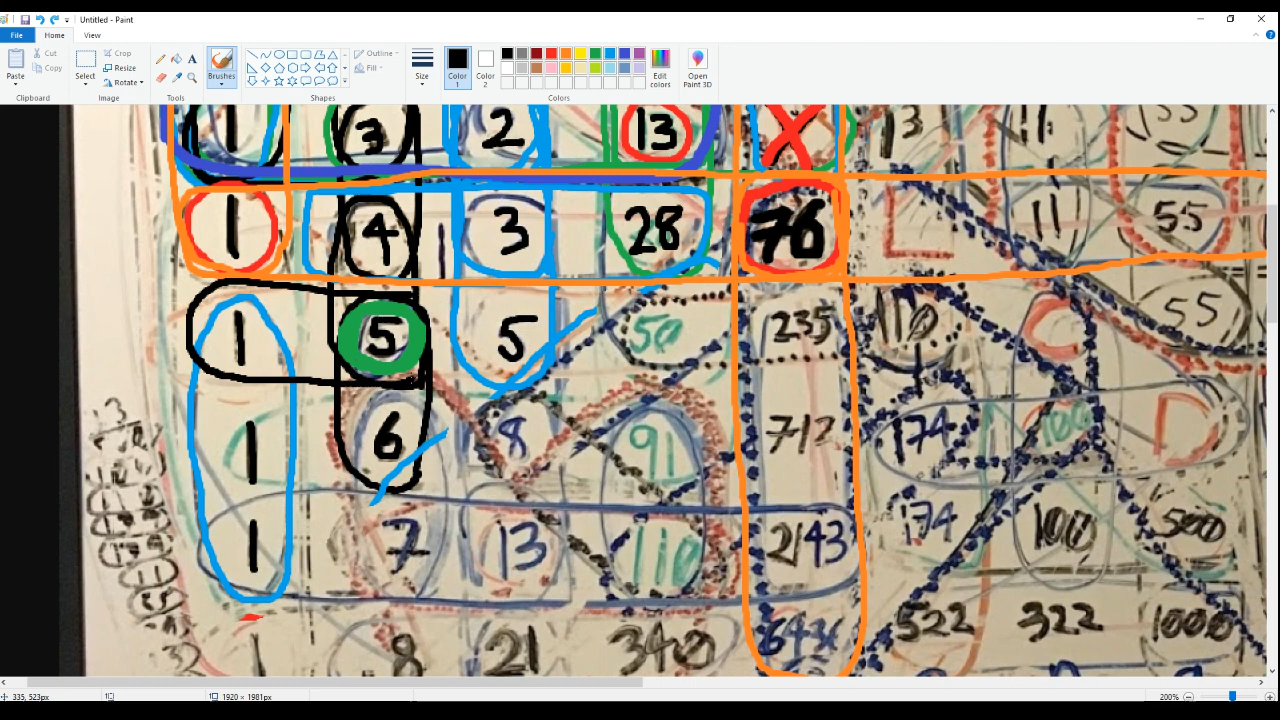 Untitled - Paint
File Home View
Paste
Cut
Copy
Clipboard
Select
Crop
Resize
Rotate
Image
Tools
Brushes
Outline
Fill
Shapes
Size
Color 1
Color 2
Colors
Edit colors
Open Paint 3D
1 3 2 13 X 13 11 55
1 4 3 28 76 11 55
1 5 5 50 235 110 C 55
1 6 8 91 712 174 100 D
1 7 13 110 2143 174 100 500
1 8 21 340 522 322 1000
335, 523px
1920 × 1981px
200%